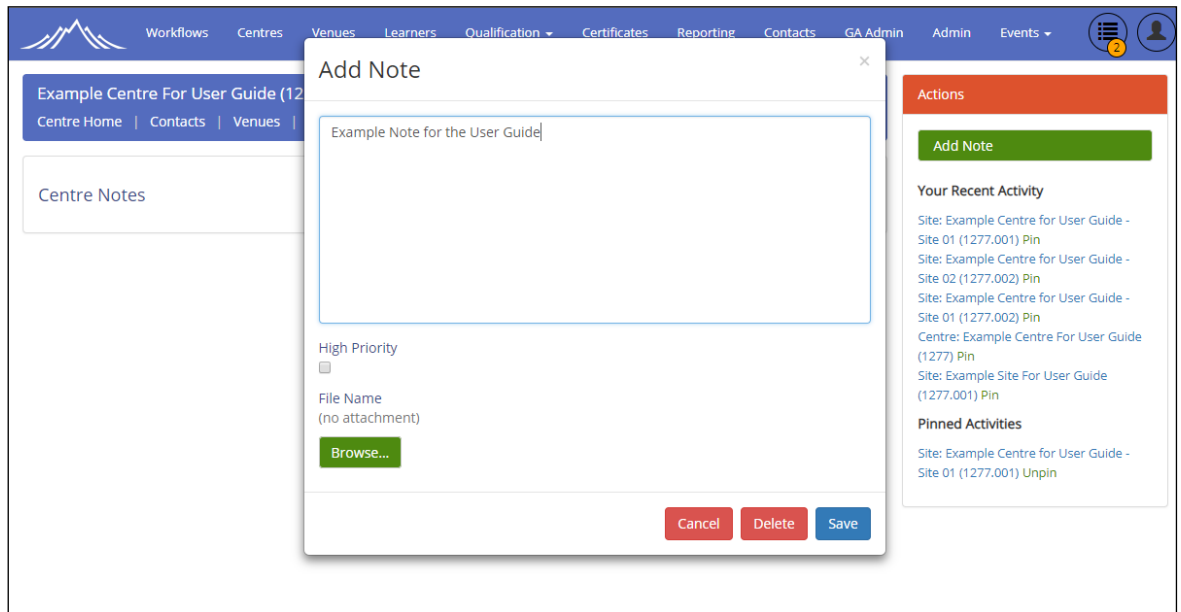 Workflows Centres Venues Learners Qualification Certificates Reporting Contacts GA Admin Admin Events
2
Example Centre For User Guide (12
Centre Home | Contacts | Venues |
Centre Notes
Add Note
×
Example Note for the User Guide
High Priority
File Name
(no attachment)
Browse...
Cancel Delete Save
Actions
Add Note
Your Recent Activity
Site: Example Centre for User Guide -
Site 01 (1277.001) Pin
Site: Example Centre for User Guide -
Site 02 (1277.002) Pin
Site: Example Centre for User Guide -
Site 01 (1277.002) Pin
Centre: Example Centre For User Guide
(1277) Pin
Site: Example Site For User Guide
(1277.001) Pin
Pinned Activities
Site: Example Centre for User Guide -
Site 01 (1277.001) Unpin